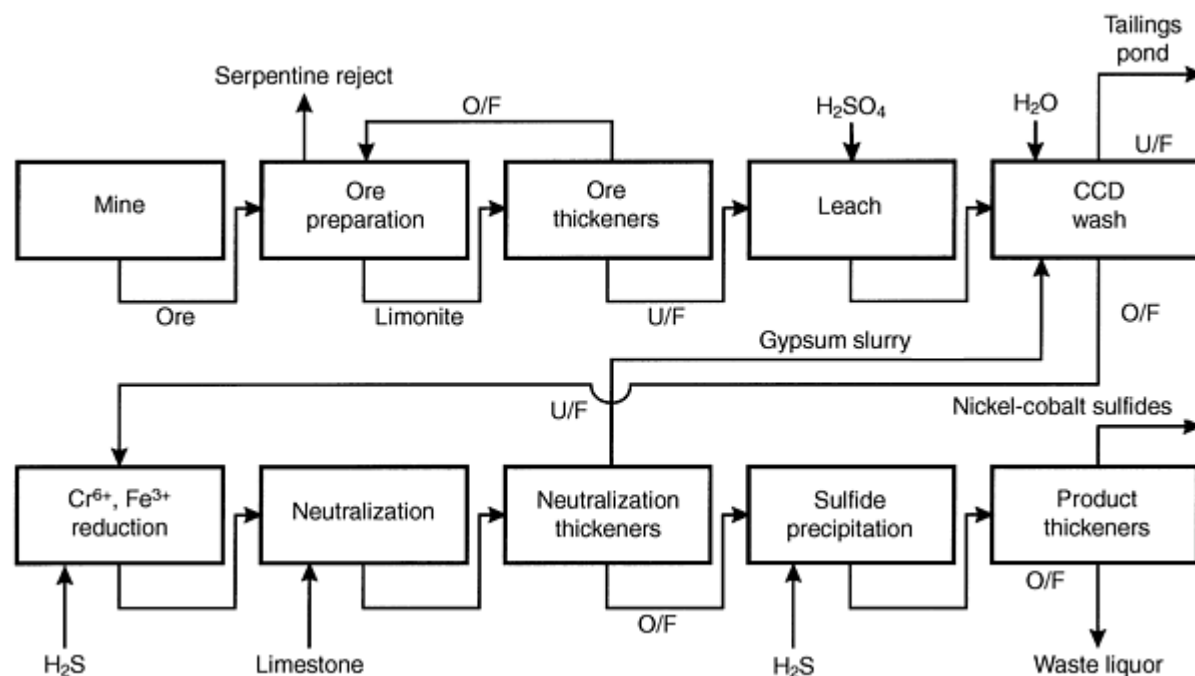 Tailings
pond
Serpentine reject
O/F
H₂SO₄
H₂O
U/F
Mine
Ore
preparation
Ore
thickeners
Leach
CCD
wash
Ore
Limonite
U/F
O/F
Gypsum slurry
U/F
Nickel-cobalt sulfides
Cr⁶⁺, Fe³⁺
reduction
Neutralization
Neutralization
thickeners
Sulfide
precipitation
Product
thickeners
O/F
O/F
H₂S
Limestone
H₂S
Waste liquor